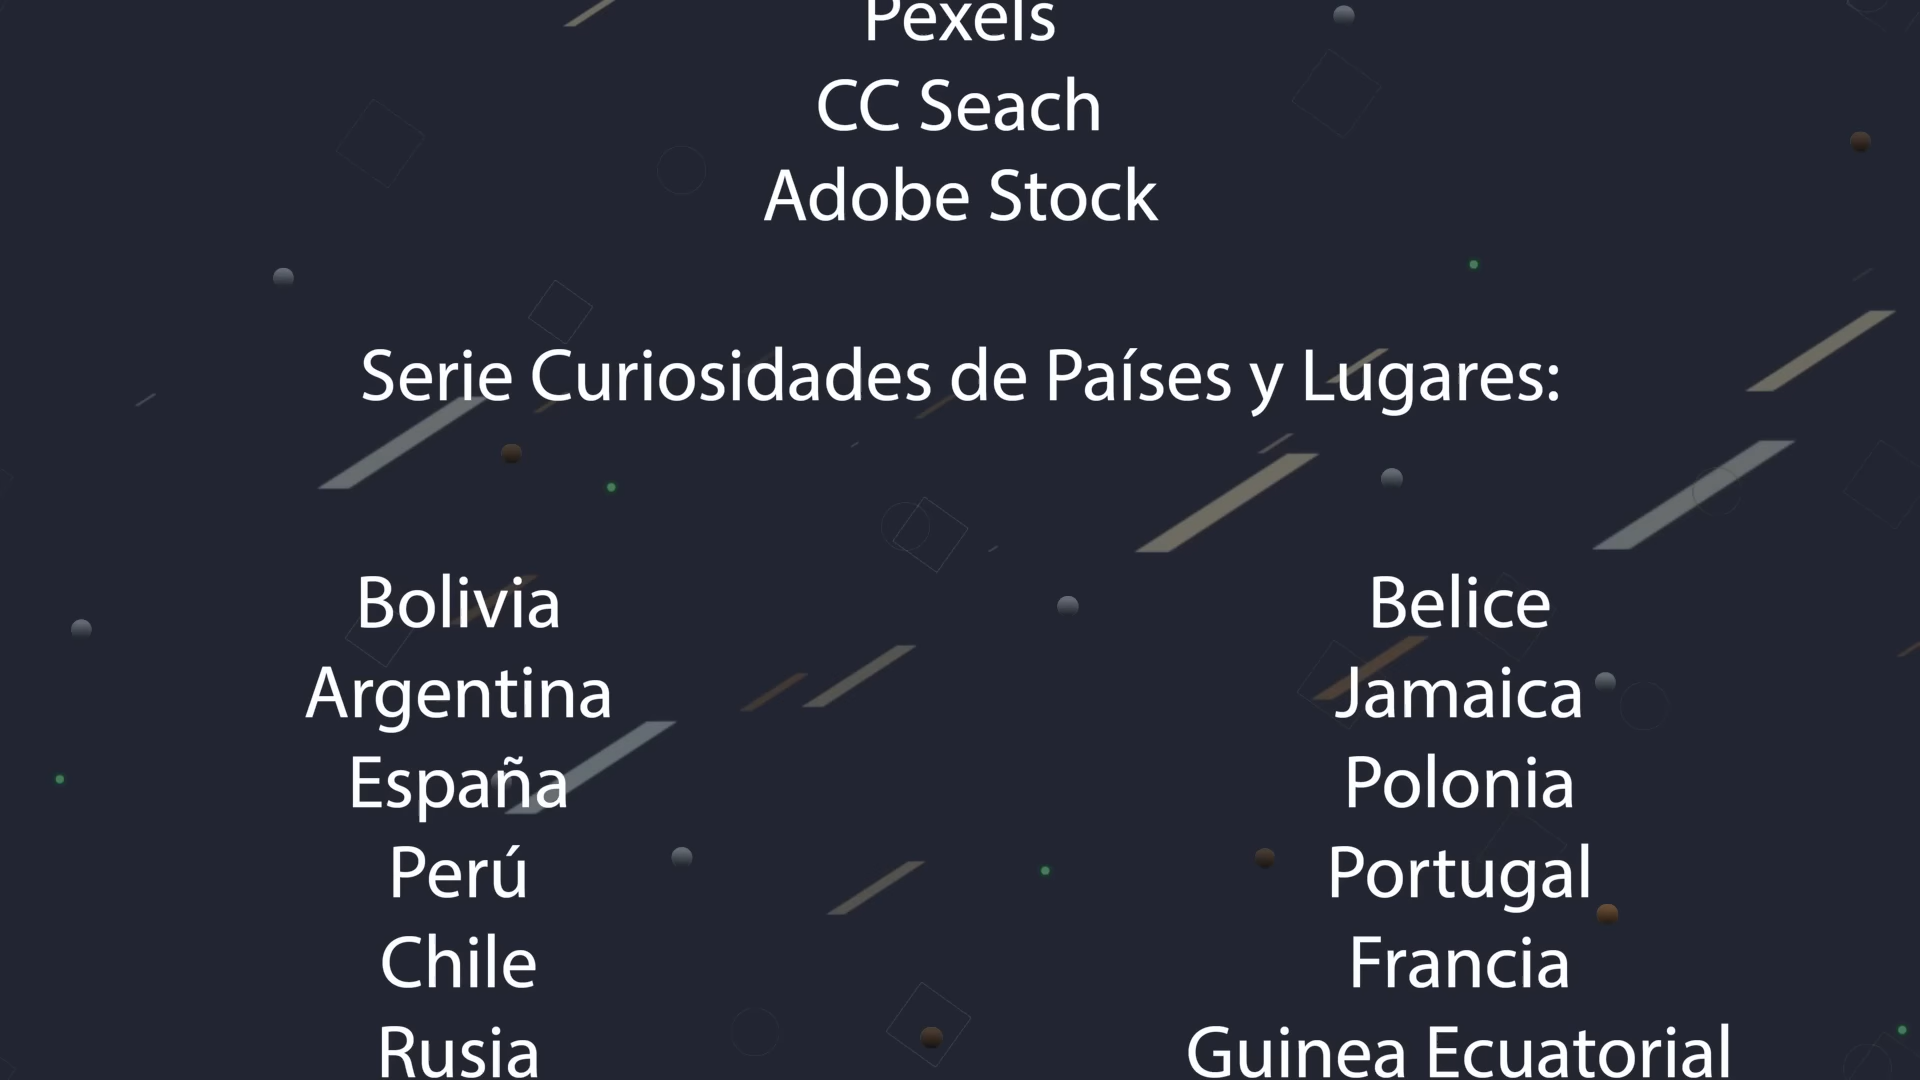 Pexels
CC Seach
Adobe Stock
Serie Curiosidades de Países y Lugares:
Bolivia
Argentina
España
Perú
Chile
Rusia
Belice
Jamaica
Polonia
Portugal
Francia
Guinea Ecuatorial